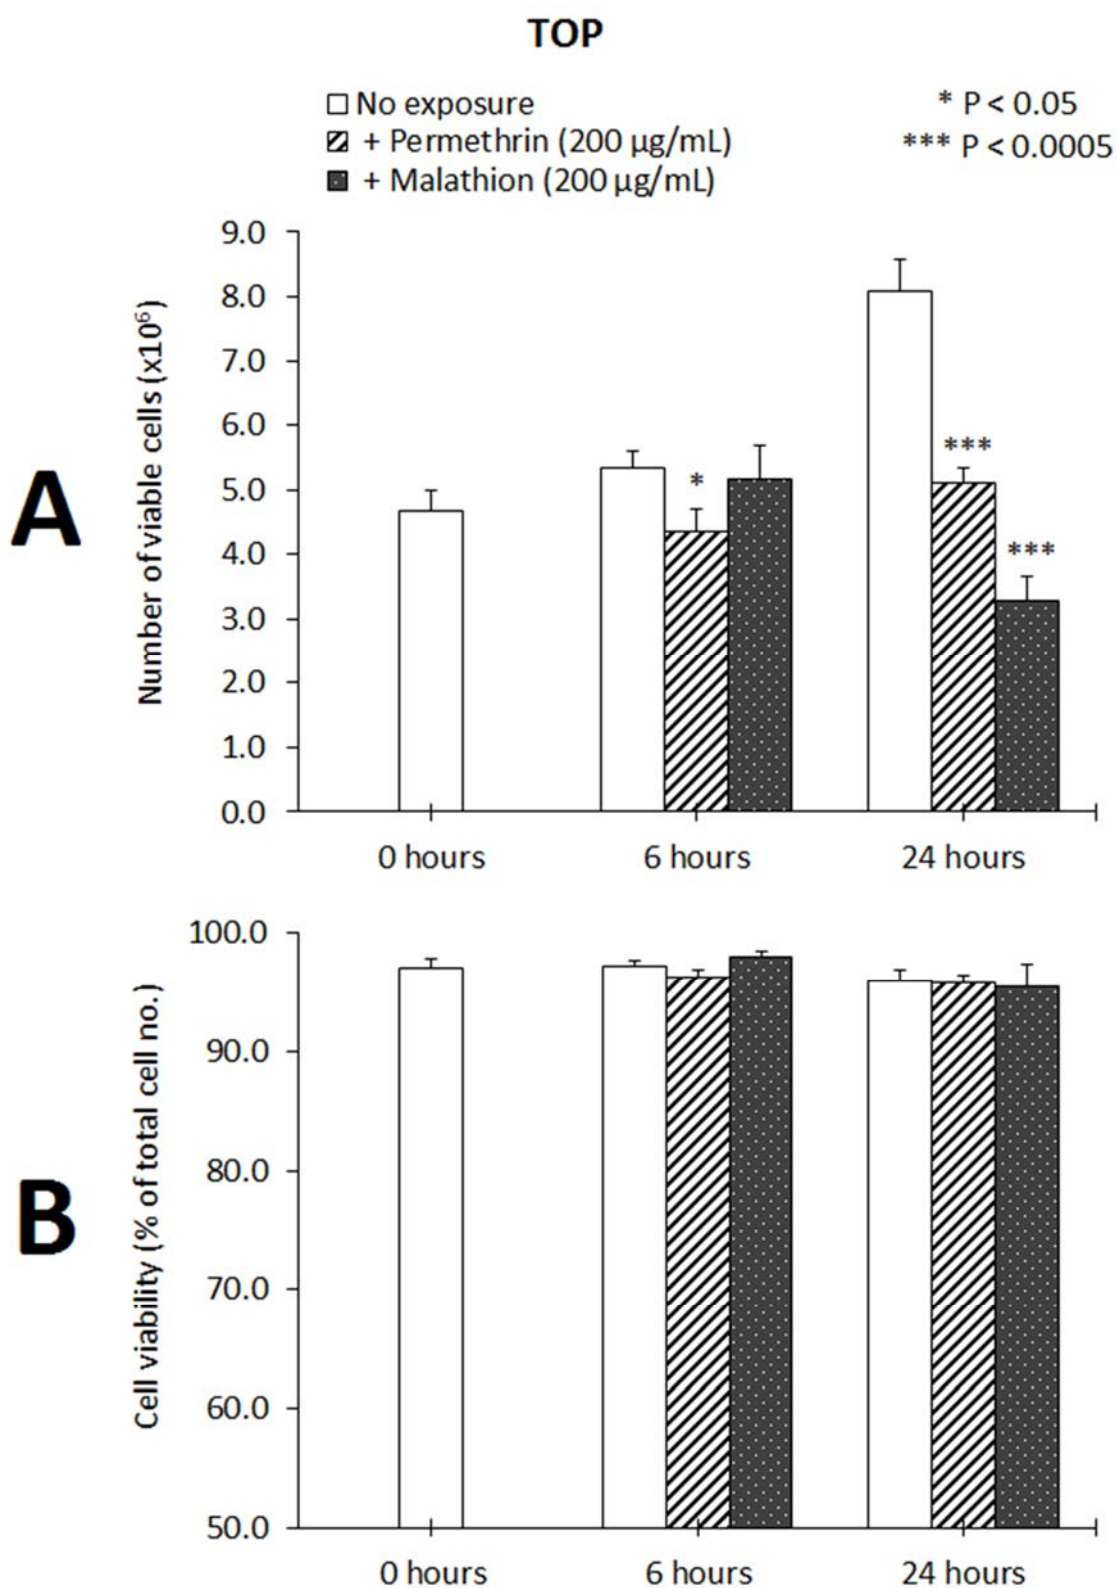 TOP
No exposure
+ Permethrin (200 µg/mL)
+ Malathion (200 µg/mL)
* P < 0.05
*** P < 0.0005
A
Number of viable cells (x10⁶)
9.0
8.0
7.0
6.0
5.0
4.0
3.0
2.0
1.0
0.0
*
***
***
0 hours
6 hours
24 hours
B
Cell viability (% of total cell no.)
100.0
90.0
80.0
70.0
60.0
50.0
0 hours
6 hours
24 hours